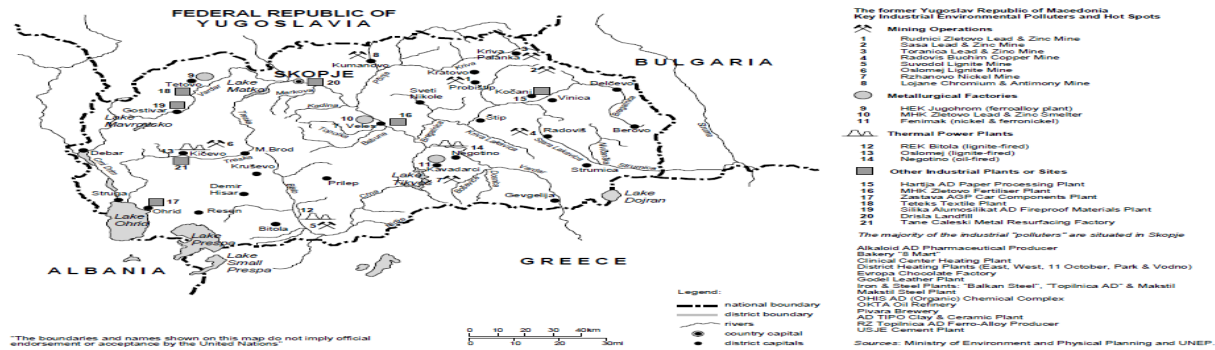 FEDERAL REPUBLIC OF
YUGOSLAVIA
BULGARIA
GREECE
ALBANIA
SKOPJE
Kumanovo
Kriva
Palanka
Kratovo
Probištip
Tetovo
Gostivar
Lake
Matka
Lake
Mavrovsko
Sveti
Nikole
Kočani
Vinica
Delčevo
Štip
Radoviš
Berovo
Veles
Debar
Kičevo
M.Brod
Kruševo
Negotino
Kavadarci
Strumica
Gevgelija
Lake
Dojran
Struga
Ohrid
Resen
Demir
Hisar
Prilep
Bitola
Lake
Ohrid
Lake
Prespa
Lake
Small
Prespa
Legend:
national boundary
district boundary
rivers
country capital
district capitals
0 10 20 30 40km
0 10 20 30mi
"The boundaries and names shown on this map do not imply official
endorsement or acceptance by the United Nations"
The former Yugoslav Republic of Macedonia
Key Industrial Environmental Polluters and Hot Spots
Mining Operations
1 Rudnici Zletovo Lead & Zinc Mine
2 Sasa Lead & Zinc Mine
3 Toranica Lead & Zinc Mine
4 Radovis Buchim Copper Mine
5 Suvodol Lignite Mine
6 Oslomej Lignite Mine
7 Rzhanovo Nickel Mine
8 Lojane Chromium & Antimony Mine
Metallurgical Factories
9 HEK Jugohrom (ferroalloy plant)
10 MHK Zletovo Lead & Zinc Smelter
11 Fenimak (nickel & ferronickel)
Thermal Power Plants
12 REK Bitola (lignite-fired)
13 Oslomej (lignite-fired)
14 Negotino (oil-fired)
Other Industrial Plants or Sites
15 Hartija AD Paper Processing Plant
16 MHK Zletovo Fertiliser Plant
17 Zastava AGP Car Components Plant
18 Teteks Textile Plant
19 Silika Alumosilikat AD Fireproof Materials Plant
20 Drisla Landfill
21 Tane Caleski Metal Resurfacing Factory
The majority of the industrial "polluters" are situated in Skopje
Alkaloid AD Pharmaceutical Producer
Bakery "8 Mart"
Clinical Center Heating Plant
District Heating Plants (East, West, 11 October, Park & Vodno)
Evropa Chocolate Factory
Godel Leather Plant
Iron & Steel Plants: "Balkan Steel", "Topilnica AD" & Makstil
Makstil Steel Plant
OHIS AD (Organic) Chemical Complex
OKTA Oil Refinery
Pivara Brewery
AD TIPO Clay & Ceramic Plant
RZ Topilnica AD Ferro-Alloy Producer
USJE Cement Plant
Sources: Ministry of Environment and Physical Planning and UNEP.